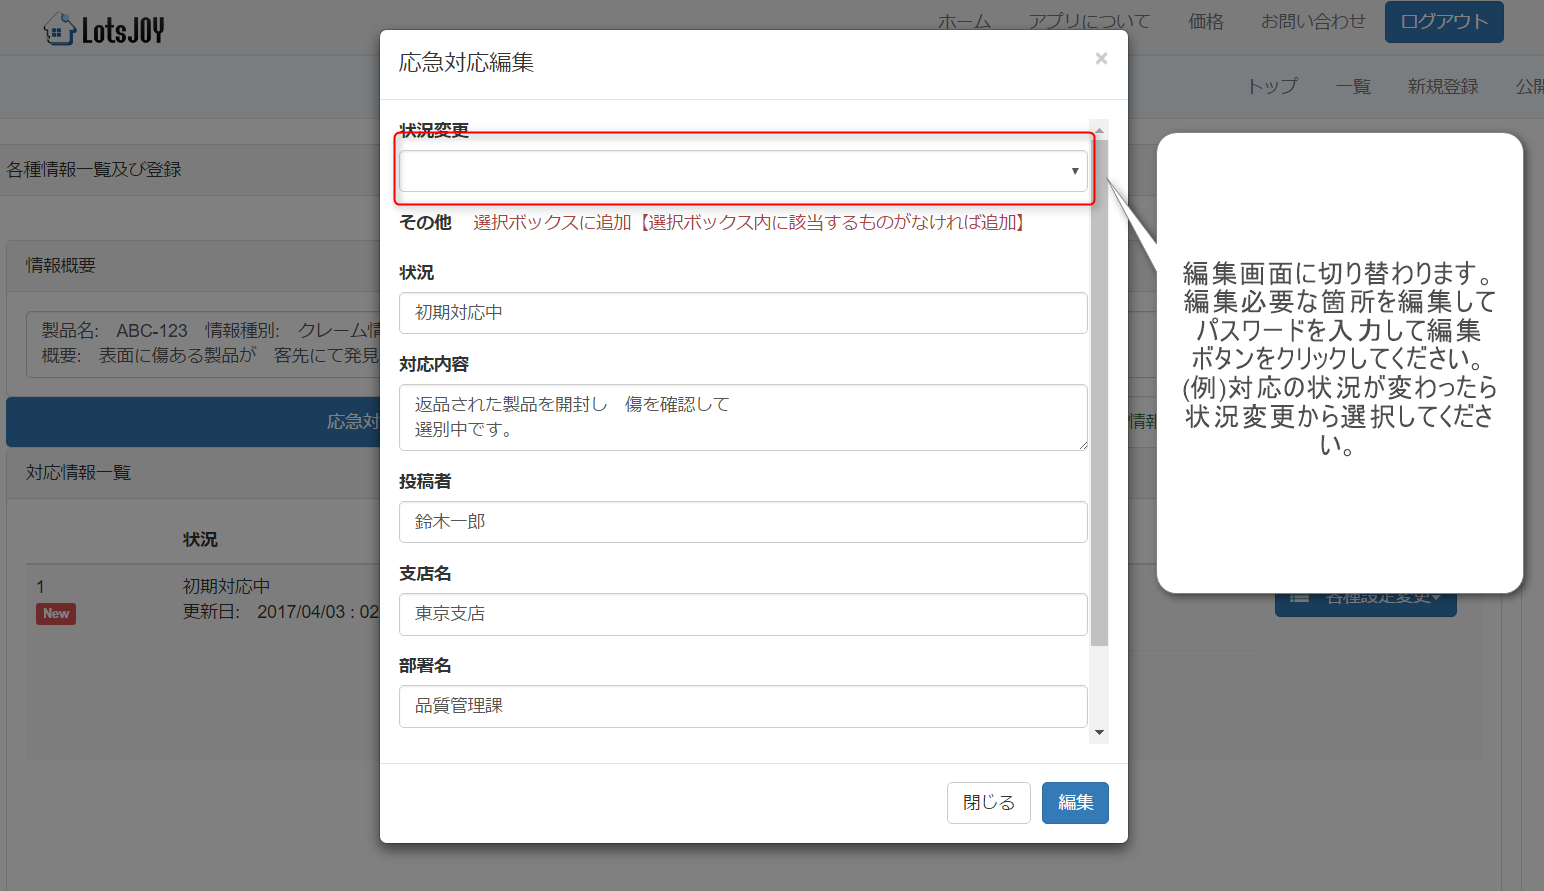 LotsJOY
ホーム アプリについて 価格 お問い合わせ ログアウト
トップ 一覧 新規登録 公開
各種情報一覧及び登録
情報概要
製品名: ABC-123 情報種別: クレーム情
概要: 表面に傷ある製品が 客先にて発見
応急対
情報
対応情報一覧
状況
1
New
初期対応中
更新日: 2017/04/03 : 02
各種設定変更
応急対応編集
×
状況変更
その他 選択ボックスに追加【選択ボックス内に該当するものがなければ追加】
状況
初期対応中
対応内容
返品された製品を開封し 傷を確認して
選別中です。
投稿者
鈴木一郎
支店名
東京支店
部署名
品質管理課
閉じる 編集
編集画面に切り替わります。
編集必要な箇所を編集して
パスワードを入力して編集
ボタンをクリックしてください。
(例)対応の状況が変わったら
状況変更から選択してくださ
い。